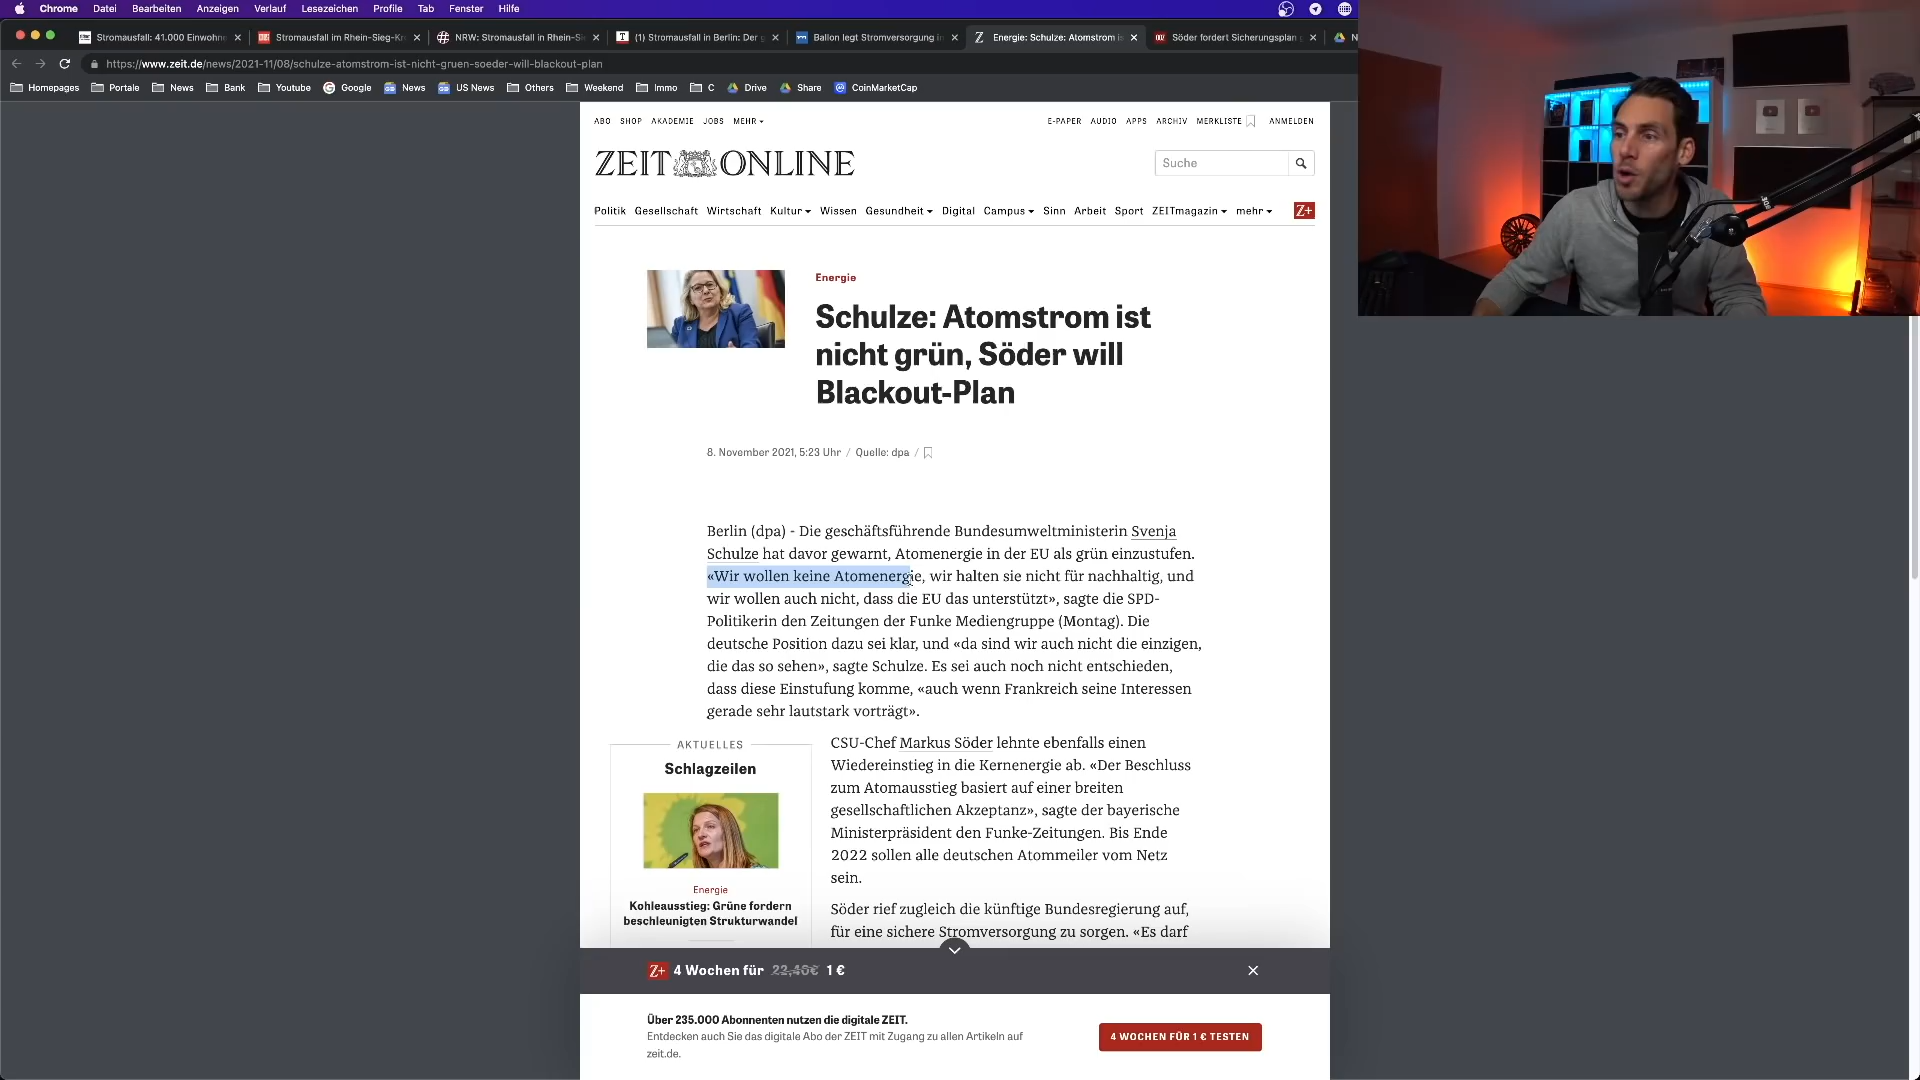 Chrome Datei Bearbeiten Anzeigen Verlauf Lesezeichen Profile Tab Fenster Hilfe
Stromausfall: 41.000 Einwohne
Stromausfall im Rhein-Sieg-Kr
NRW: Stromausfall in Rhein-Si
(1) Stromausfall in Berlin: Der
Ballon legt Stromversorgung i
Energie: Schulze: Atomstrom is
Söder fordert Sicherungsplan
https://www.zeit.de/news/2021-11/08/schulze-atomstrom-ist-nicht-gruen-soeder-will-blackout-plan
Homepages Portale News Bank Youtube Google News US News Others Weekend Immo C Drive Share CoinMarketCap
ABO SHOP AKADEMIE JOBS MEHR E-PAPER AUDIO APPS ARCHIV MERKLISTE ANMELDEN
ZEIT ONLINE
Suche
Politik Gesellschaft Wirtschaft Kultur Wissen Gesundheit Digital Campus Sinn Arbeit Sport ZEITmagazin mehr Z+
Energie
Schulze: Atomstrom ist
nicht grün, Söder will
Blackout-Plan
8. November 2021, 5:23 Uhr / Quelle: dpa /
Berlin (dpa) - Die geschäftsführende Bundesumweltministerin Svenja
Schulze hat davor gewarnt, Atomenergie in der EU als grün einzustufen.
«Wir wollen keine Atomenergie, wir halten sie nicht für nachhaltig, und
wir wollen auch nicht, dass die EU das unterstützt», sagte die SPD-
Politikerin den Zeitungen der Funke Mediengruppe (Montag). Die
deutsche Position dazu sei klar, und «da sind wir auch nicht die einzigen,
die das so sehen», sagte Schulze. Es sei auch noch nicht entschieden,
dass diese Einstufung komme, «auch wenn Frankreich seine Interessen
gerade sehr lautstark vorträgt».
AKTUELLES
Schlagzeilen
Energie
Kohleausstieg: Grüne fordern
beschleunigten Strukturwandel
CSU-Chef Markus Söder lehnte ebenfalls einen
Wiedereinstieg in die Kernenergie ab. «Der Beschluss
zum Atomausstieg basiert auf einer breiten
gesellschaftlichen Akzeptanz», sagte der bayerische
Ministerpräsident den Funke-Zeitungen. Bis Ende
2022 sollen alle deutschen Atommeiler vom Netz
sein.
Söder rief zugleich die künftige Bundesregierung auf,
für eine sichere Stromversorgung zu sorgen. «Es darf
Z+ 4 Wochen für 22,40€ 1 €
Über 235.000 Abonnenten nutzen die digitale ZEIT.
Entdecken auch Sie das digitale Abo der ZEIT mit Zugang zu allen Artikeln auf
zeit.de.
4 WOCHEN FÜR 1 € TESTEN